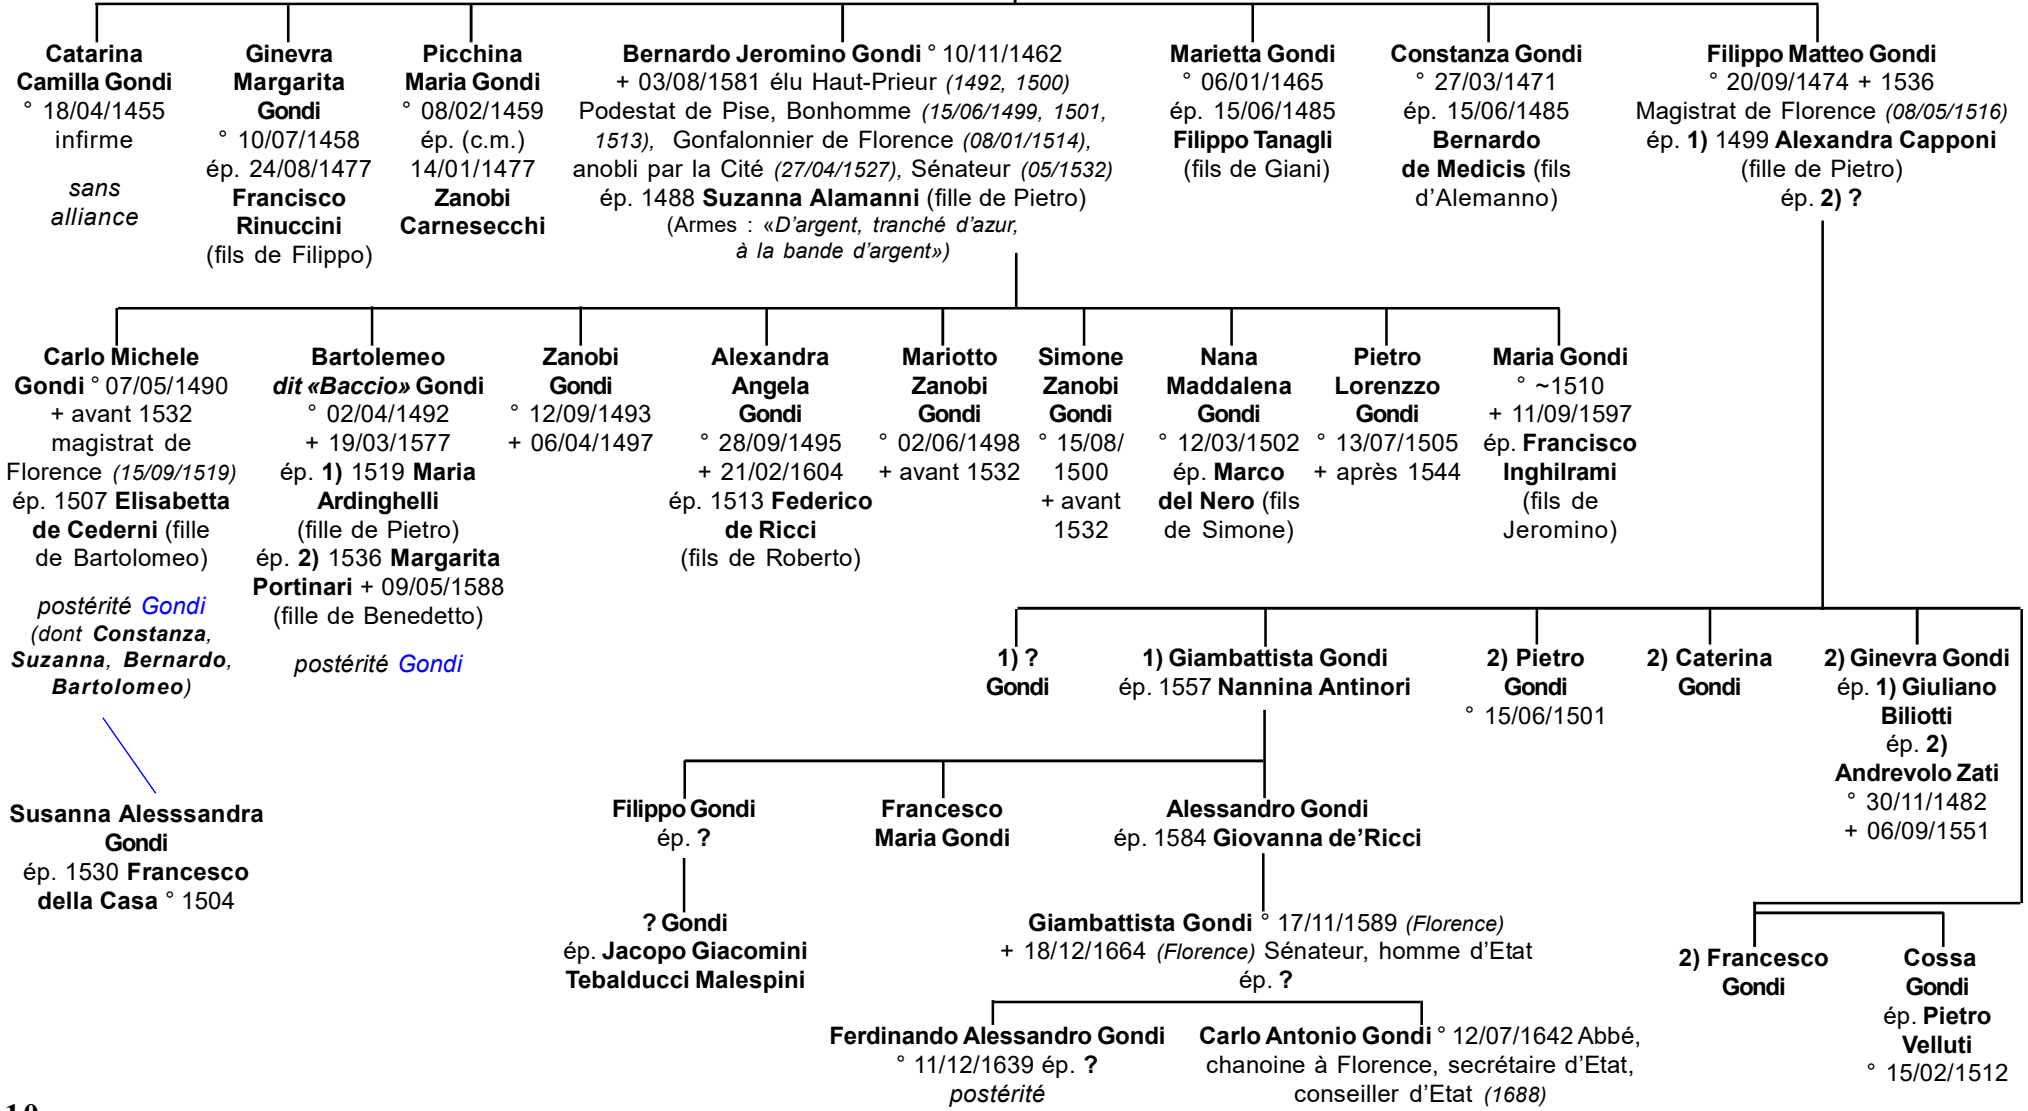 Catarina
Camilla Gondi
° 18/04/1455
infirme
sans
alliance
Ginevra
Margarita
Gondi
° 10/07/1458
ép. 24/08/1477
Francisco
Rinuccini
(fils de Filippo)
Picchina
Maria Gondi
° 08/02/1459
ép. (c.m.)
14/01/1477
Zanobi
Carnesecchi
Bernardo Jeromino Gondi ° 10/11/1462
+ 03/08/1581 élu Haut-Prieur (1492, 1500)
Podestat de Pise, Bonhomme (15/06/1499, 1501,
1513), Gonfalonnier de Florence (08/01/1514),
anobli par la Cité (27/04/1527), Sénateur (05/1532)
ép. 1488 Suzanna Alamanni (fille de Pietro)
(Armes : «D'argent, tranché d'azur,
à la bande d'argent»)
Marietta Gondi
° 06/01/1465
ép. 15/06/1485
Filippo Tanagli
(fils de Giani)
Constanza Gondi
° 27/03/1471
ép. 15/06/1485
Bernardo
de Medicis (fils
d'Alemanno)
Filippo Matteo Gondi
° 20/09/1474 + 1536
Magistrat de Florence (08/05/1516)
ép. 1) 1499 Alexandra Capponi
(fille de Pietro)
ép. 2) ?
Carlo Michele
Gondi ° 07/05/1490
+ avant 1532
magistrat de
Florence (15/09/1519)
ép. 1507 Elisabetta
de Cederni (fille
de Bartolomeo)
postérité Gondi
(dont Constanza,
Suzanna, Bernardo,
Bartolomeo)
Bartolemeo
dit «Baccio» Gondi
° 02/04/1492
+ 19/03/1577
ép. 1) 1519 Maria
Ardinghelli
(fille de Pietro)
ép. 2) 1536 Margarita
Portinari + 09/05/1588
(fille de Benedetto)
postérité Gondi
Zanobi
Gondi
° 12/09/1493
+ 06/04/1497
Alexandra
Angela
Gondi
° 28/09/1495
+ 21/02/1604
ép. 1513 Federico
de Ricci
(fils de Roberto)
Mariotto
Zanobi
Gondi
° 02/06/1498
+ avant 1532
Simone
Zanobi
Gondi
° 15/08/
1500
+ avant
1532
Nana
Maddalena
Gondi
° 12/03/1502
ép. Marco
del Nero (fils
de Simone)
Pietro
Lorenzzo
Gondi
° 13/07/1505
+ après 1544
Maria Gondi
° ~1510
+ 11/09/1597
ép. Francisco
Inghilrami
(fils de
Jeromino)
1) ?
Gondi
1) Giambattista Gondi
ép. 1557 Nannina Antinori
2) Pietro
Gondi
° 15/06/1501
2) Caterina
Gondi
2) Ginevra Gondi
ép. 1) Giuliano
Biliotti
ép. 2)
Andrevolo Zati
° 30/11/1482
+ 06/09/1551
Susanna Alesssandra
Gondi
ép. 1530 Francesco
della Casa ° 1504
Filippo Gondi
ép. ?
Francesco
Maria Gondi
Alessandro Gondi
ép. 1584 Giovanna de'Ricci
? Gondi
ép. Jacopo Giacomini
Tebalducci Malespini
Giambattista Gondi ° 17/11/1589 (Florence)
+ 18/12/1664 (Florence) Sénateur, homme d'Etat
ép. ?
2) Francesco
Gondi
Cossa
Gondi
ép. Pietro
Velluti
° 15/02/1512
Ferdinando Alessandro Gondi
° 11/12/1639 ép. ?
postérité
Carlo Antonio Gondi ° 12/07/1642 Abbé,
chanoine à Florence, secrétaire d'Etat,
conseiller d'Etat (1688)